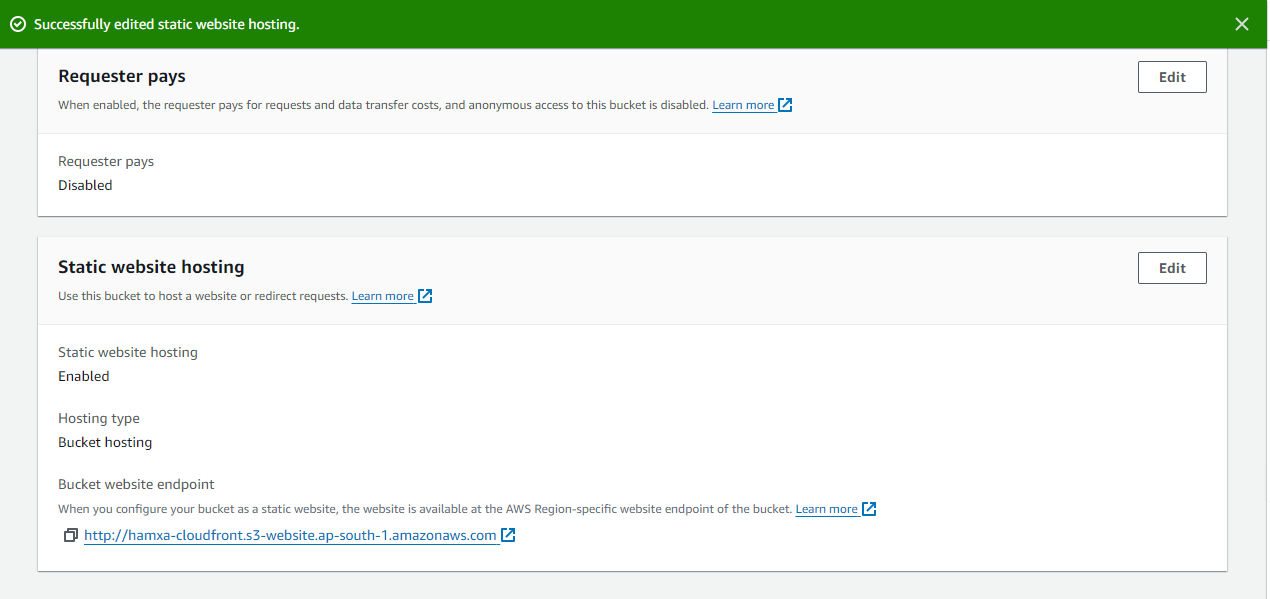 Successfully edited static website hosting.
Requester pays
Edit
When enabled, the requester pays for requests and data transfer costs, and anonymous access to this bucket is disabled. Learn more
Requester pays
Disabled
Static website hosting
Edit
Use this bucket to host a website or redirect requests. Learn more
Static website hosting
Enabled
Hosting type
Bucket hosting
Bucket website endpoint
When you configure your bucket as a static website, the website is available at the AWS Region-specific website endpoint of the bucket. Learn more
http://hamxa-cloudfront.s3-website.ap-south-1.amazonaws.com